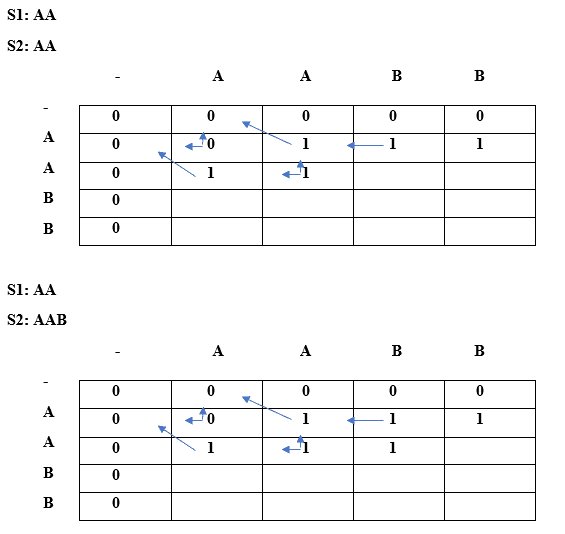 S1: AA
S2: AA
- A A B B
- 0 0 0 0 0
A 0 0 1 1 1
A 0 1 1
B 0
B 0
S1: AA
S2: AAB
- A A B B
- 0 0 0 0 0
A 0 0 1 1 1
A 0 1 1 1
B 0
B 0